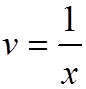 v = 1/x